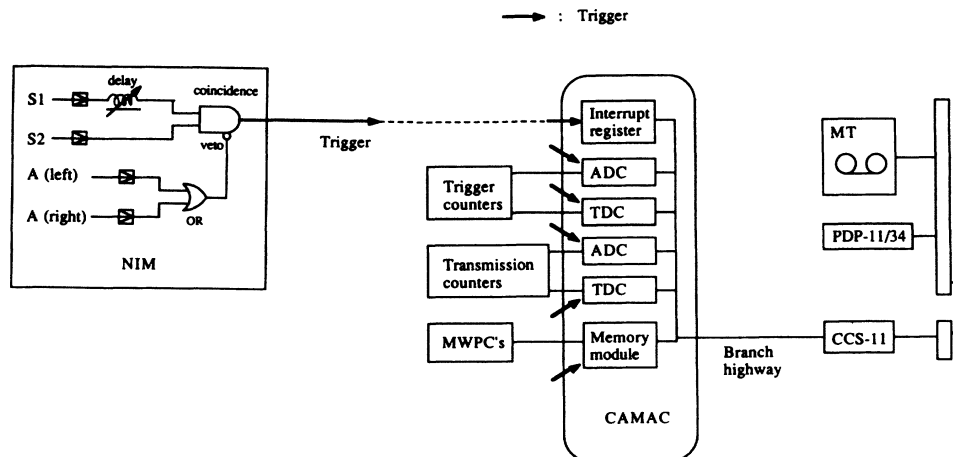 : Trigger
delay
coincidence
S1
S2
veto
A (left)
A (right)
OR
NIM
Trigger
Interrupt
register
ADC
Trigger
counters
TDC
ADC
Transmission
counters
TDC
MWPC's
Memory
module
CAMAC
Branch
highway
MT
PDP-11/34
CCS-11